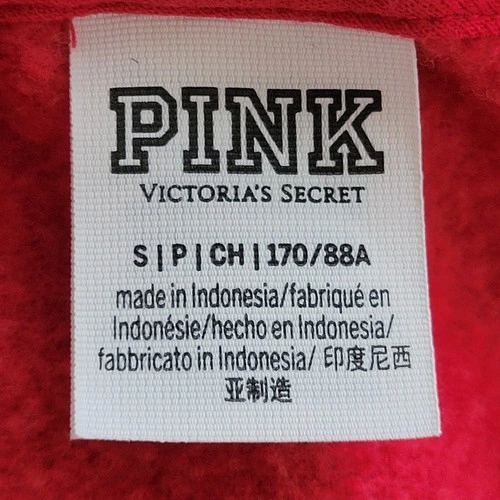 PINK
VICTORIA'S SECRET
S | P | CH | 170/88A
made in Indonesia/fabriqué en
Indonésie/hecho en Indonesia/
fabbricato in Indonesia/ 印度尼西
亚制造